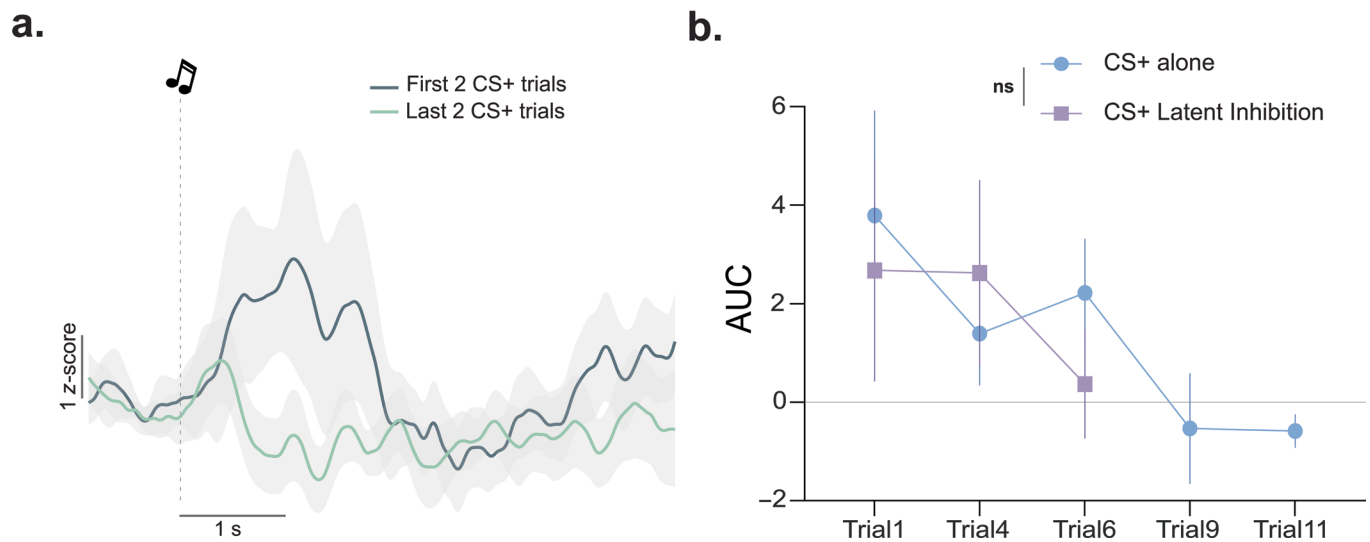 a.
First 2 CS+ trials
Last 2 CS+ trials
1 z-score
1 s
b.
ns
CS+ alone
CS+ Latent Inhibition
AUC
6
4
2
0
−2
Trial1 Trial4 Trial6 Trial9 Trial11